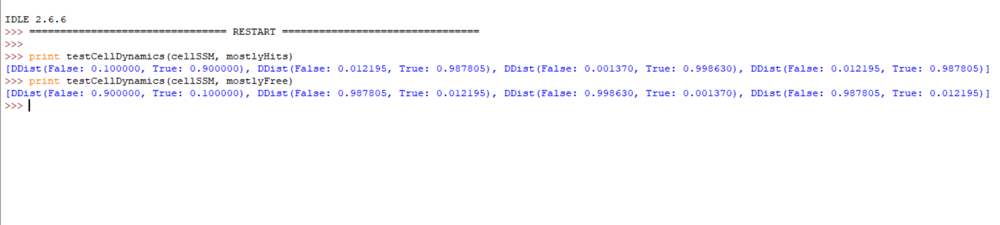 IDLE 2.6.6
>>> ================================ RESTART ================================
>>>
>>> print testCellDynamics(cellSSM, mostlyHits)
[DDist(False: 0.100000, True: 0.900000), DDist(False: 0.012195, True: 0.987805), DDist(False: 0.001370, True: 0.998630), DDist(False: 0.012195, True: 0.987805)]
>>> print testCellDynamics(cellSSM, mostlyFree)
[DDist(False: 0.900000, True: 0.100000), DDist(False: 0.987805, True: 0.012195), DDist(False: 0.998630, True: 0.001370), DDist(False: 0.987805, True: 0.012195)]
>>>